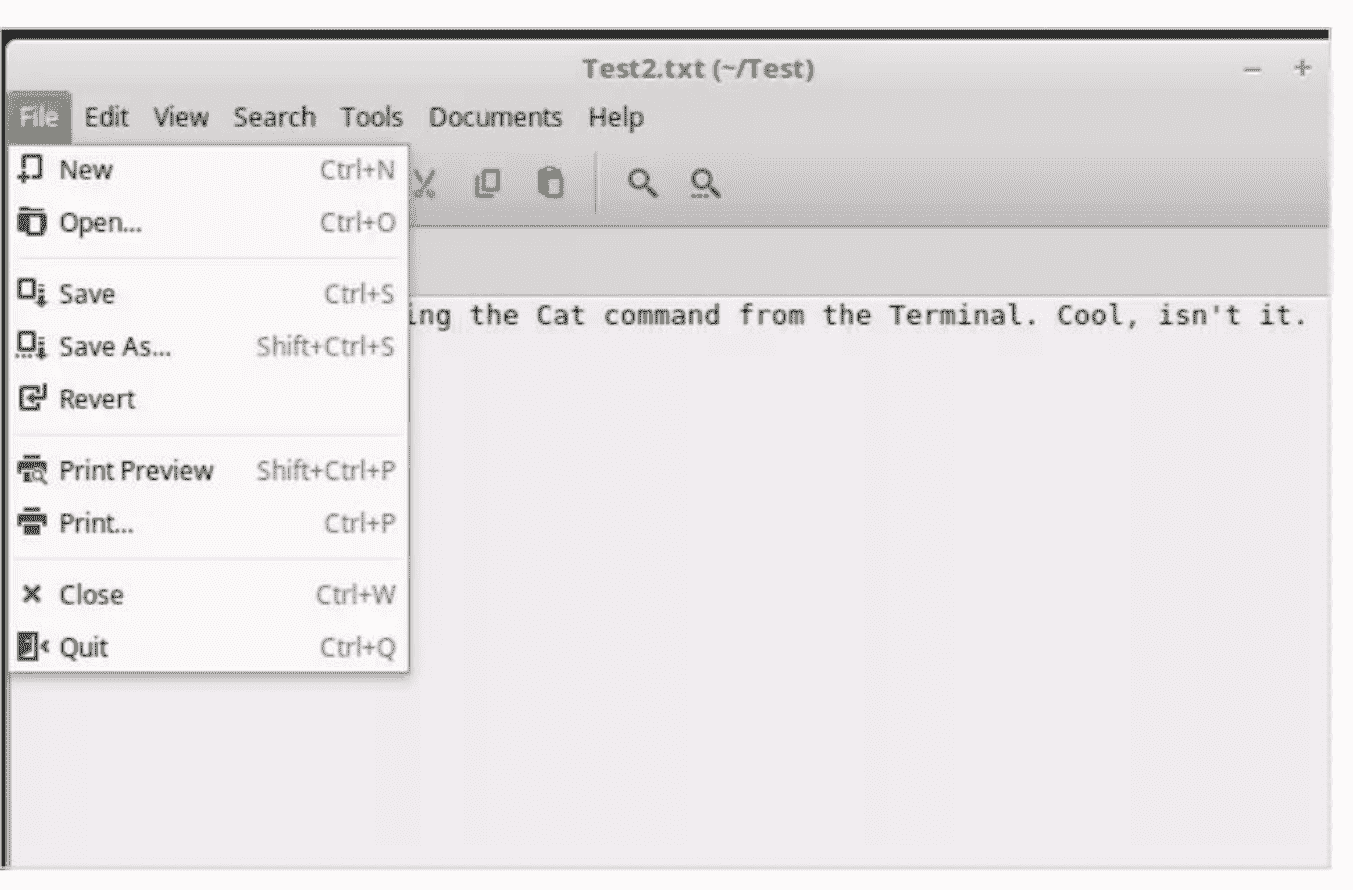 Test2.txt (~/Test)
File Edit View Search Tools Documents Help
New Ctrl+N
Open... Ctrl+O
Save Ctrl+S
ing the Cat command from the Terminal. Cool, isn't it.
Save As... Shift+Ctrl+S
Revert
Print Preview Shift+Ctrl+P
Print... Ctrl+P
Close Ctrl+W
Quit Ctrl+Q